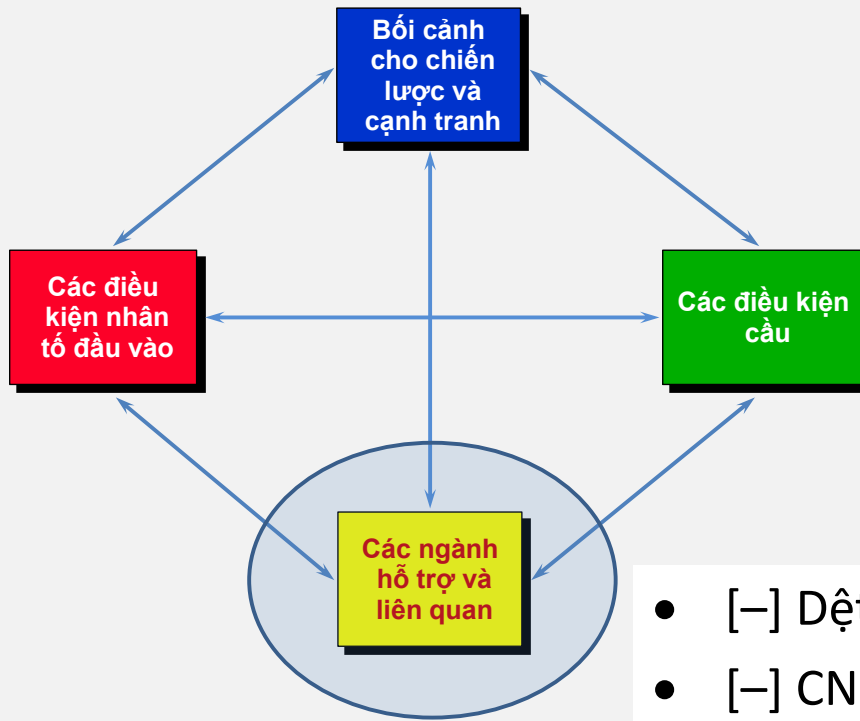 Bối cảnh
cho chiến
lược và
cạnh tranh
Các điều
kiện nhân
tố đầu vào
Các điều kiện
cầu
Các ngành
hỗ trợ và
liên quan
• [–]
• [–] CN